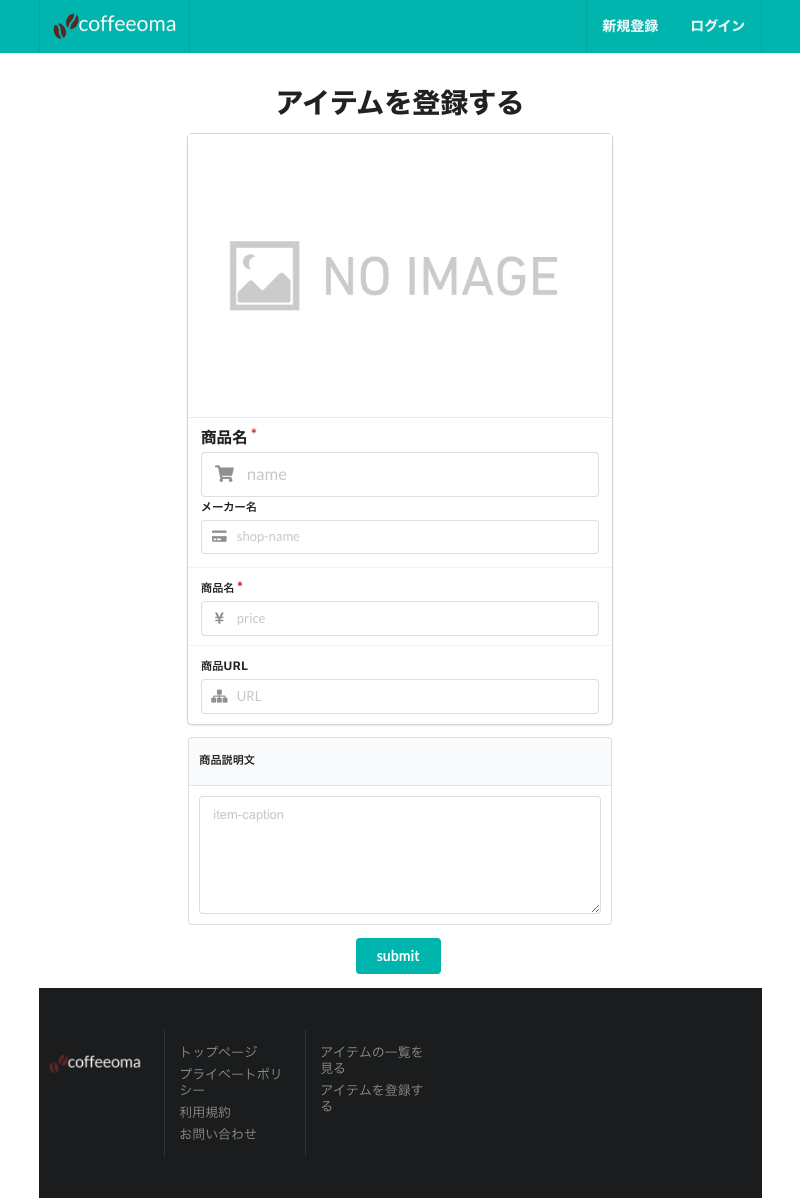 coffeeoma
新規登録
ログイン
アイテムを登録する
NO IMAGE
商品名 *
name
メーカー名
shop-name
商品名 *
¥ price
商品URL
URL
商品説明文
item-caption
submit
coffeeoma
トップページ
プライベートポリ
シー
利用規約
お問い合わせ
アイテムの一覧を
見る
アイテムを登録す
る